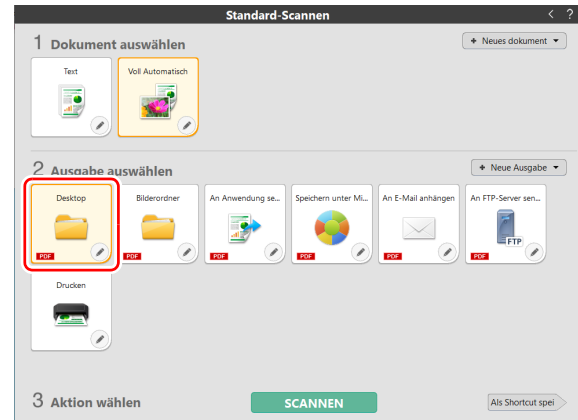 Standard-Scannen
< ?
1 Dokument auswählen
+ Neues dokument
Text
Voll Automatisch
2 Ausgabe auswählen
+ Neue Ausgabe
Desktop
PDF
Bilderordner
PDF
An Anwendung se...
PDF
Speichern unter Mi...
PDF
An E-Mail anhängen
PDF
An FTP-Server sen...
FTP
PDF
Drucken
3 Aktion wählen
SCANNEN
Als Shortcut spei